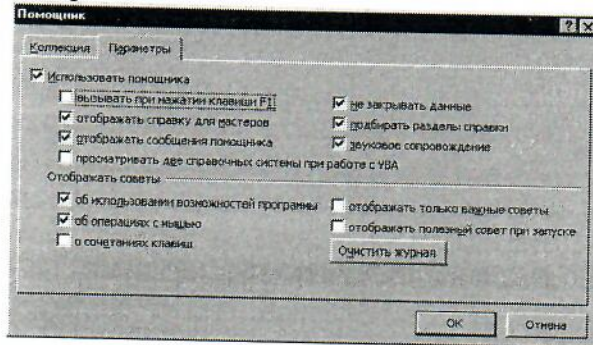 Помощник
Коллекция Параметры
Использовать помощника
вызывать при нажатии клавиши F1
не закрывать данные
отображать справку для мастеров
подбирать разделы справки
отображать сообщения помощника
звуковое сопровождение
просматривать две справочных системы при работе с VBA
Отображать советы
об использовании возможностей программы
отображать только важные советы
об операциях с мышью
отображать полезный совет при запуске
о сочетаниях клавиш
Очистить журнал
ОК Отмена